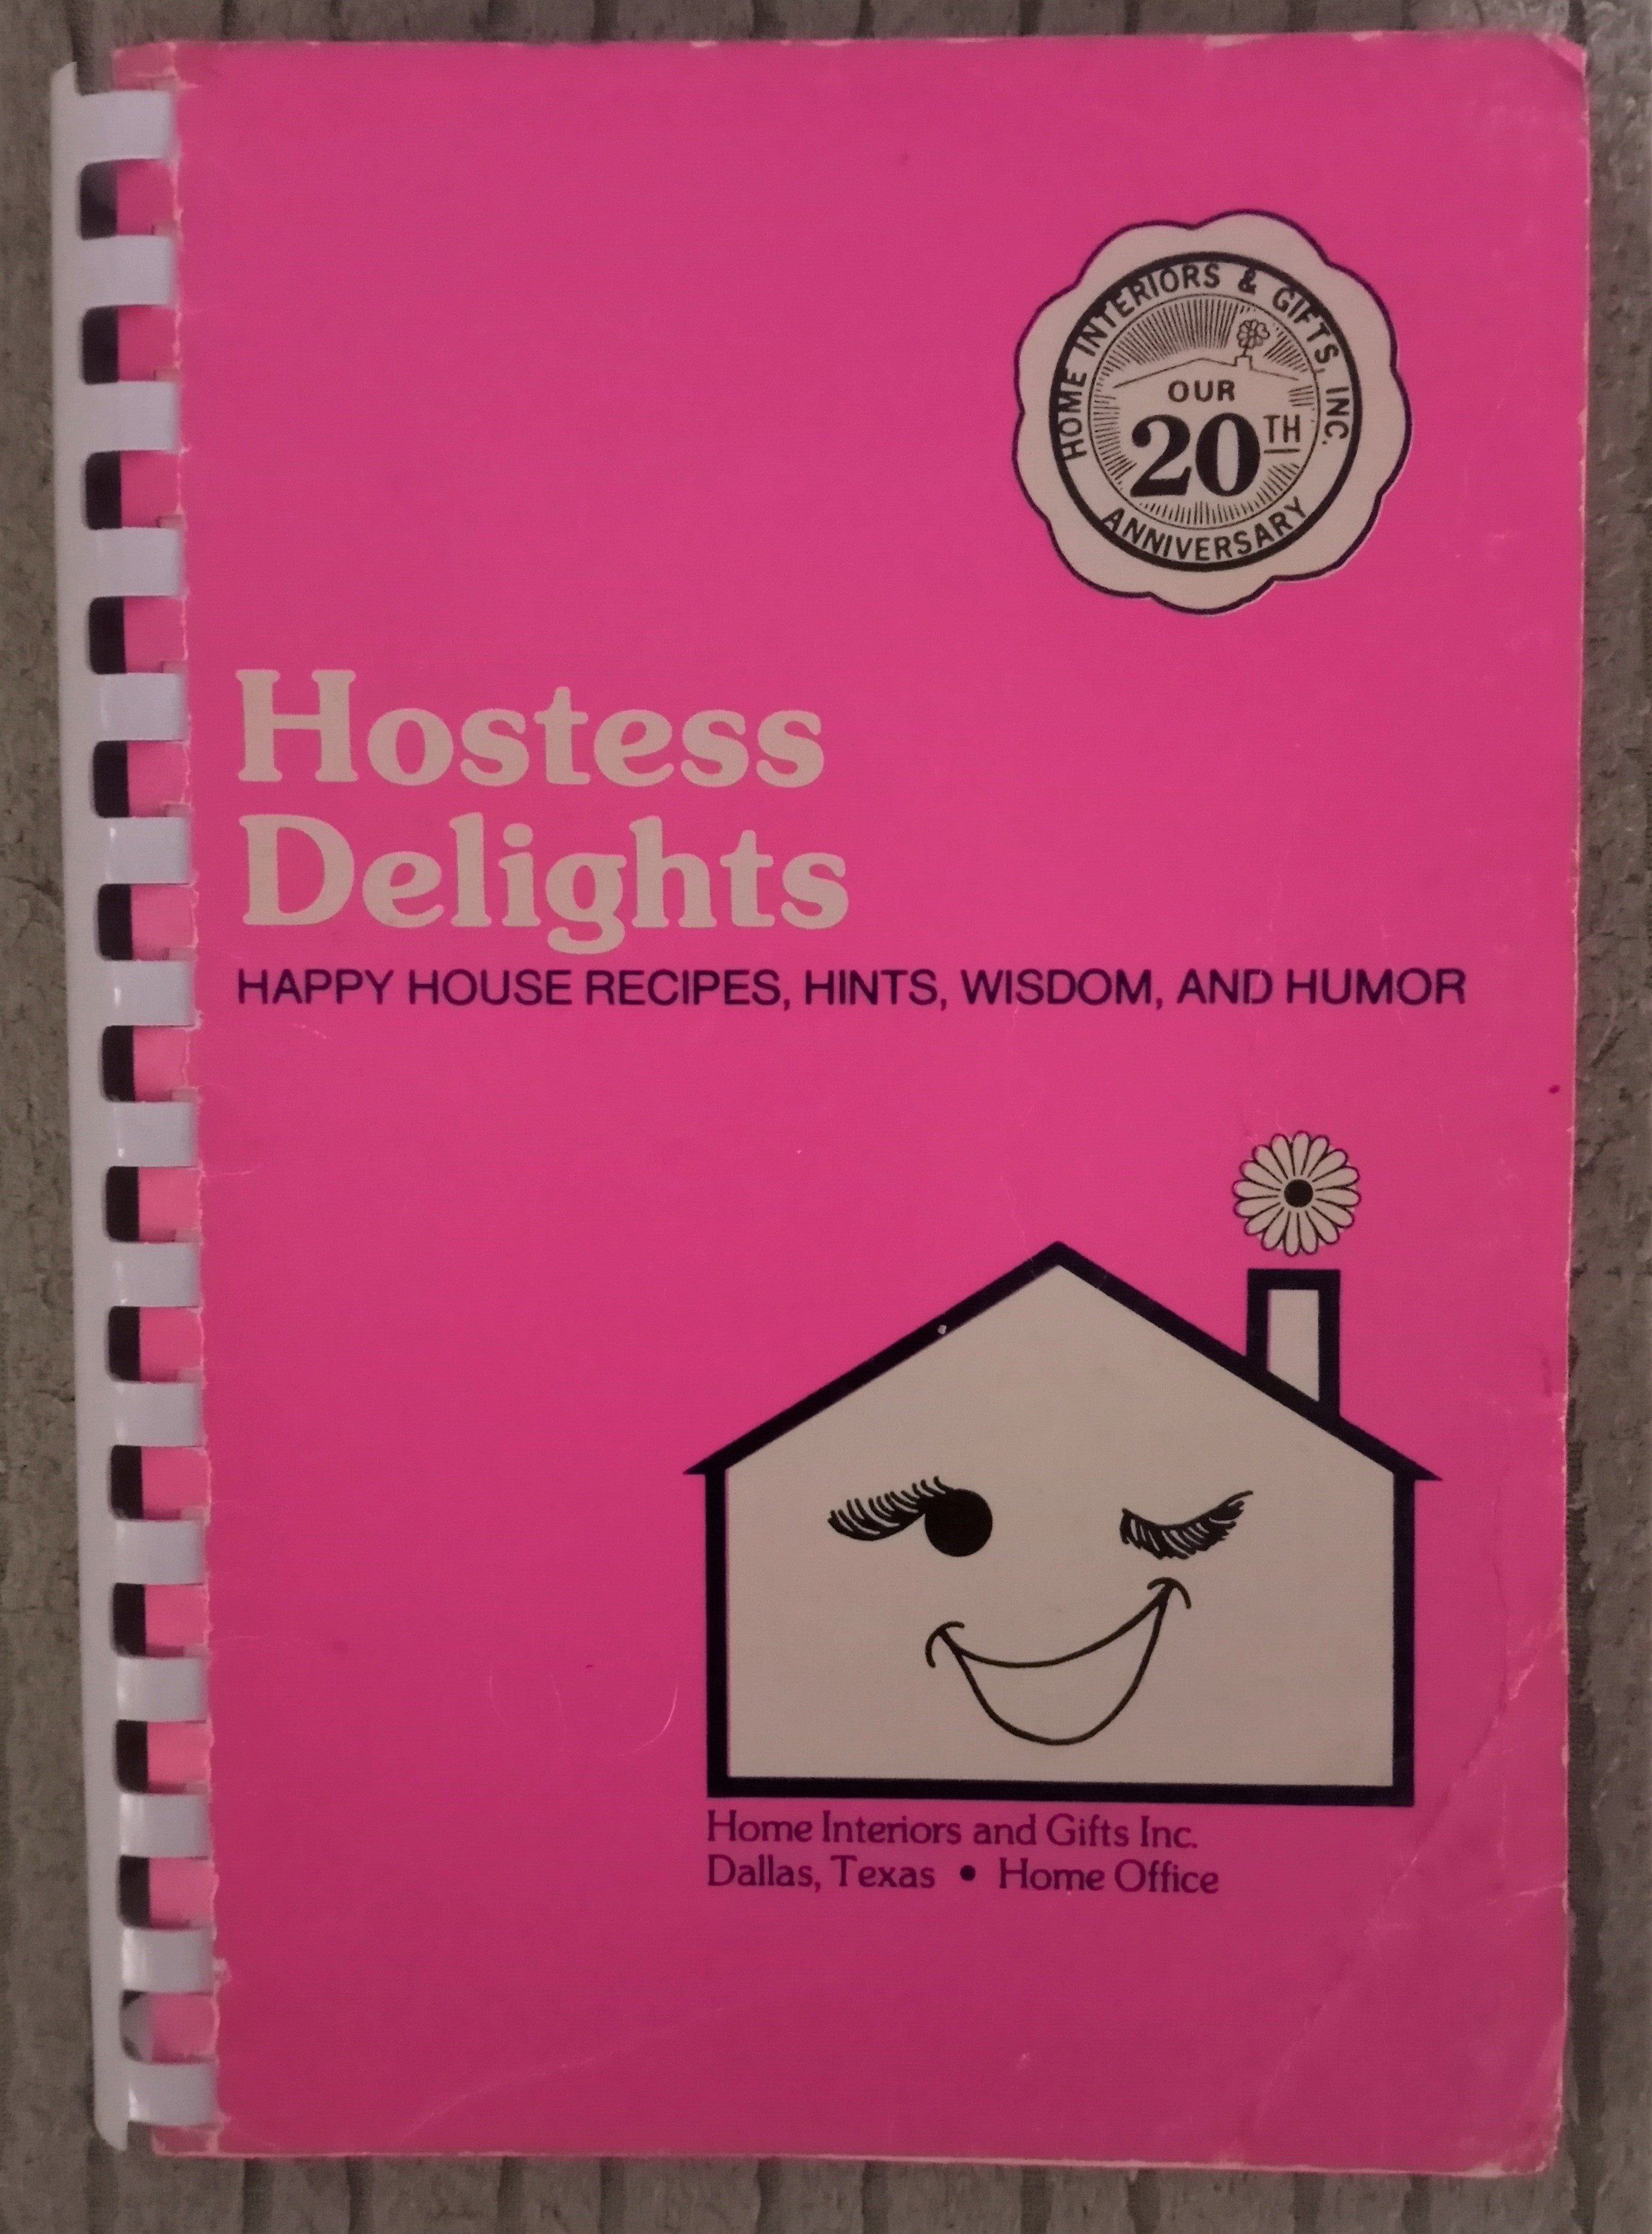 HOME INTERIORS & GIFTS, INC.
OUR
20TH
ANNIVERSARY
Hostess
Delights
HAPPY HOUSE RECIPES, HINTS, WISDOM, AND HUMOR
Home Interiors and Gifts Inc.
Dallas, Texas • Home Office